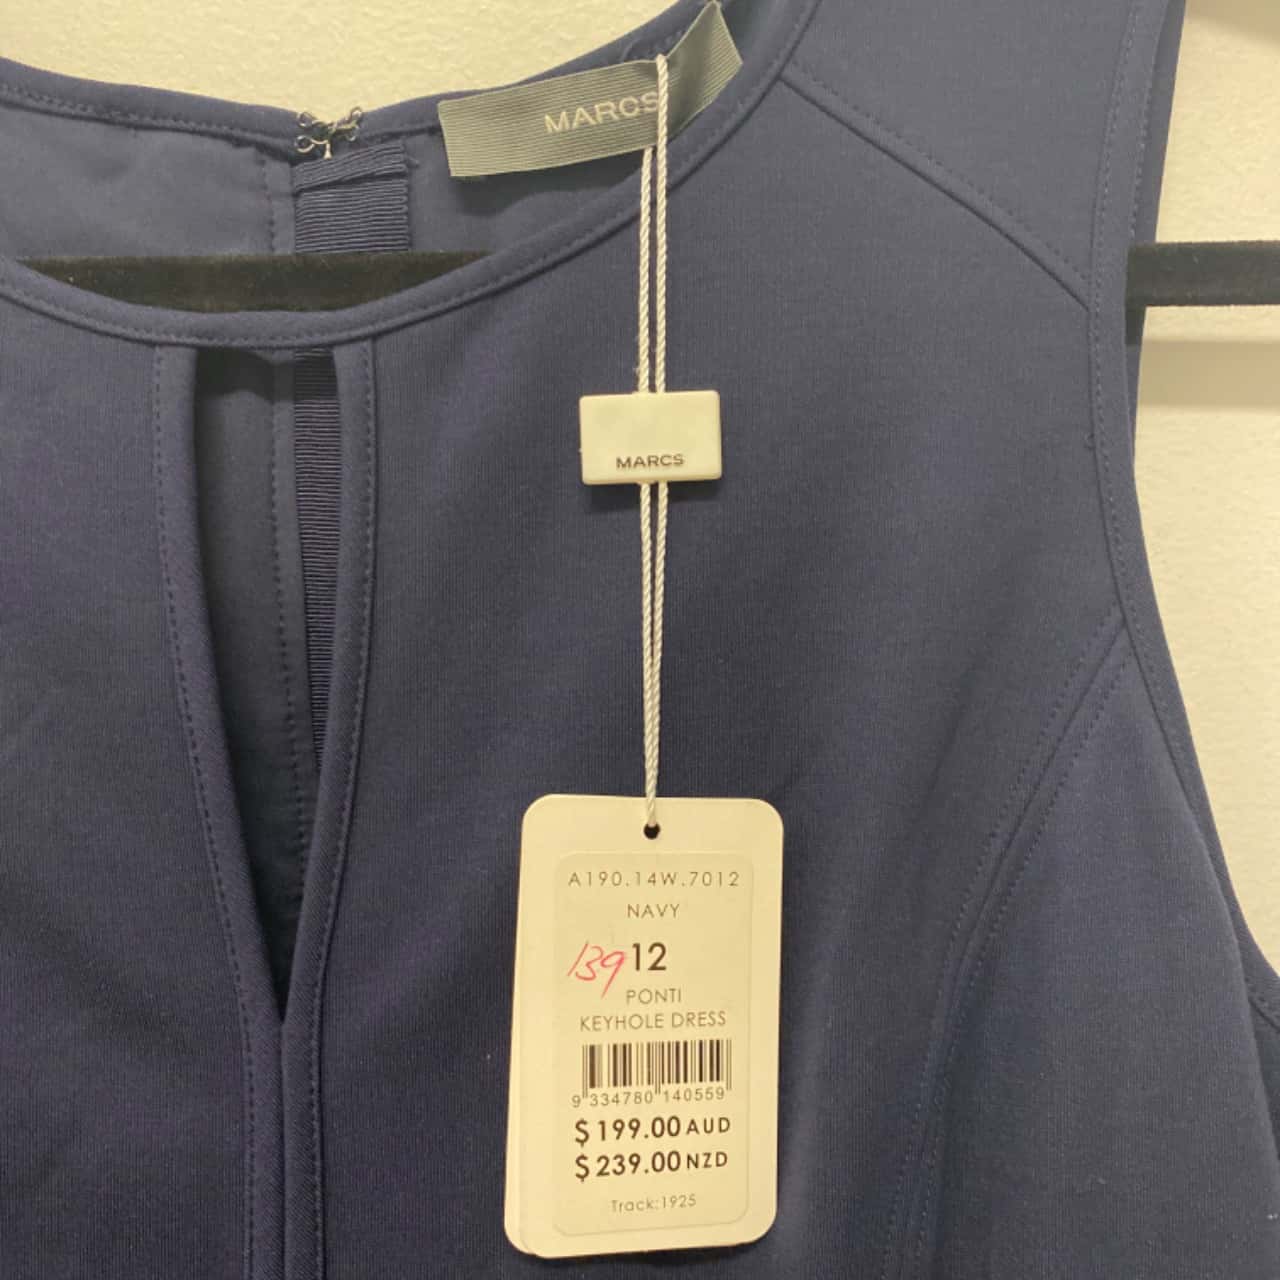 MARCS
MARCS
A190.14W.7012
NAVY
139 12
PONTI
KEYHOLE DRESS
9 334780 140559
$199.00 AUD
$239.00 NZD
Track:1925